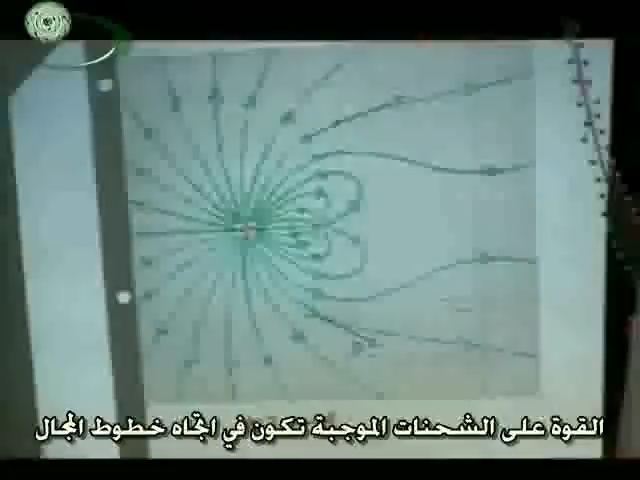 القوة على الشحنات الموجبة تكون في اتجاه خطوط المجال